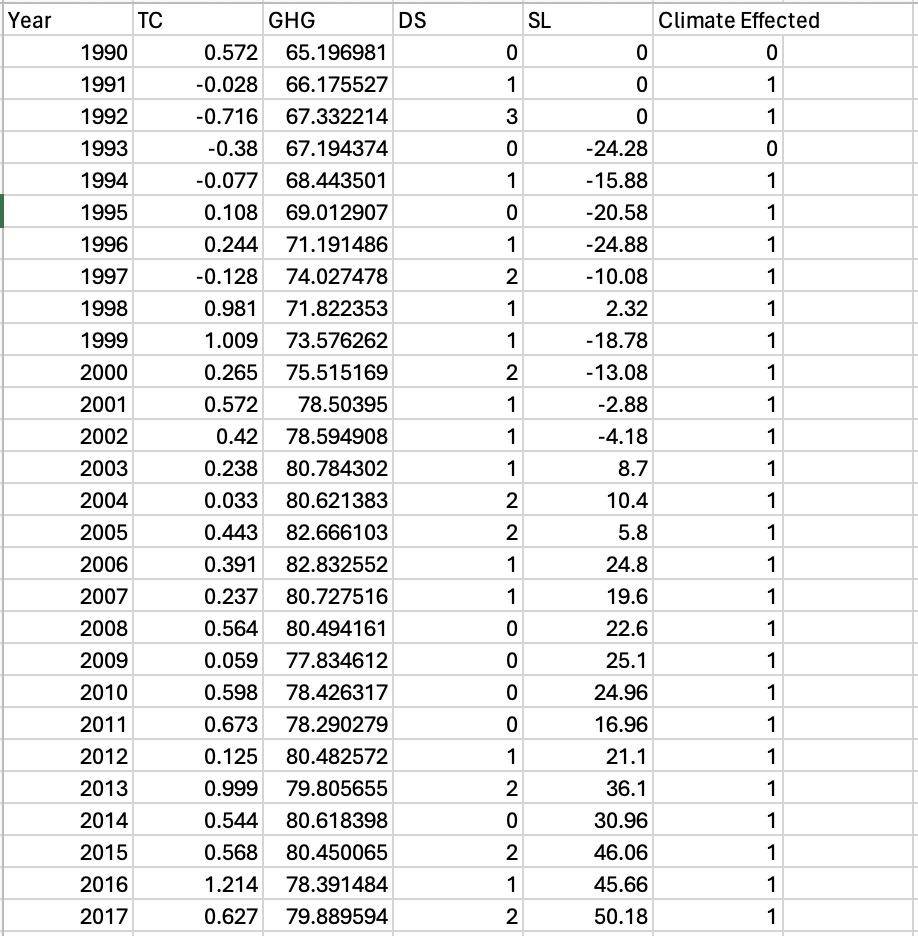 Year TC GHG DS SL Climate Effected
1990 0.572 65.196981 0 0 0
1991 -0.028 66.175527 1 0 1
1992 -0.716 67.332214 3 0 1
1993 -0.38 67.194374 0 -24.28 0
1994 -0.077 68.443501 1 -15.88 1
1995 0.108 69.012907 0 -20.58 1
1996 0.244 71.191486 1 -24.88 1
1997 -0.128 74.027478 2 -10.08 1
1998 0.981 71.822353 1 2.32 1
1999 1.009 73.576262 1 -18.78 1
2000 0.265 75.515169 2 -13.08 1
2001 0.572 78.50395 1 -2.88 1
2002 0.42 78.594908 1 -4.18 1
2003 0.238 80.784302 1 8.7 1
2004 0.033 80.621383 2 10.4 1
2005 0.443 82.666103 2 5.8 1
2006 0.391 82.832552 1 24.8 1
2007 0.237 80.727516 1 19.6 1
2008 0.564 80.494161 0 22.6 1
2009 0.059 77.834612 0 25.1 1
2010 0.598 78.426317 0 24.96 1
2011 0.673 78.290279 0 16.96 1
2012 0.125 80.482572 1 21.1 1
2013 0.999 79.805655 2 36.1 1
2014 0.544 80.618398 0 30.96 1
2015 0.568 80.450065 2 46.06 1
2016 1.214 78.391484 1 45.66 1
2017 0.627 79.889594 2 50.18 1